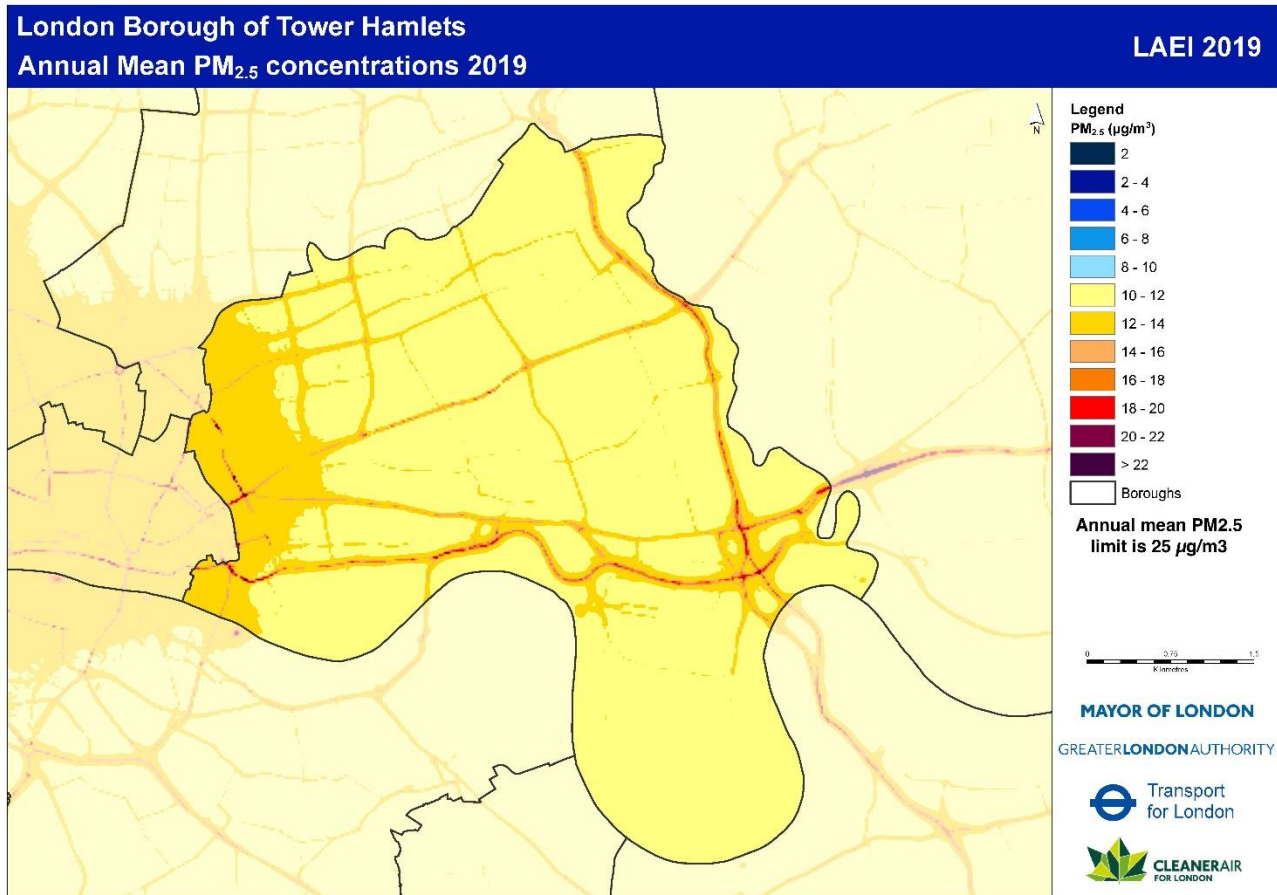 London Borough of Tower Hamlets
Annual Mean PM₂.₅ concentrations 2019
LAEI 2019
N
Legend
PM₂.₅ (µg/m³)
2
2 - 4
4 - 6
6 - 8
8 - 10
10 - 12
12 - 14
14 - 16
16 - 18
18 - 20
20 - 22
> 22
Boroughs
Annual mean PM2.5
limit is 25 µg/m3
0 0.75 1.5
Kilometres
MAYOR OF LONDON
GREATERLONDONAUTHORITY
Transport
for London
CLEANERAIR
FOR LONDON